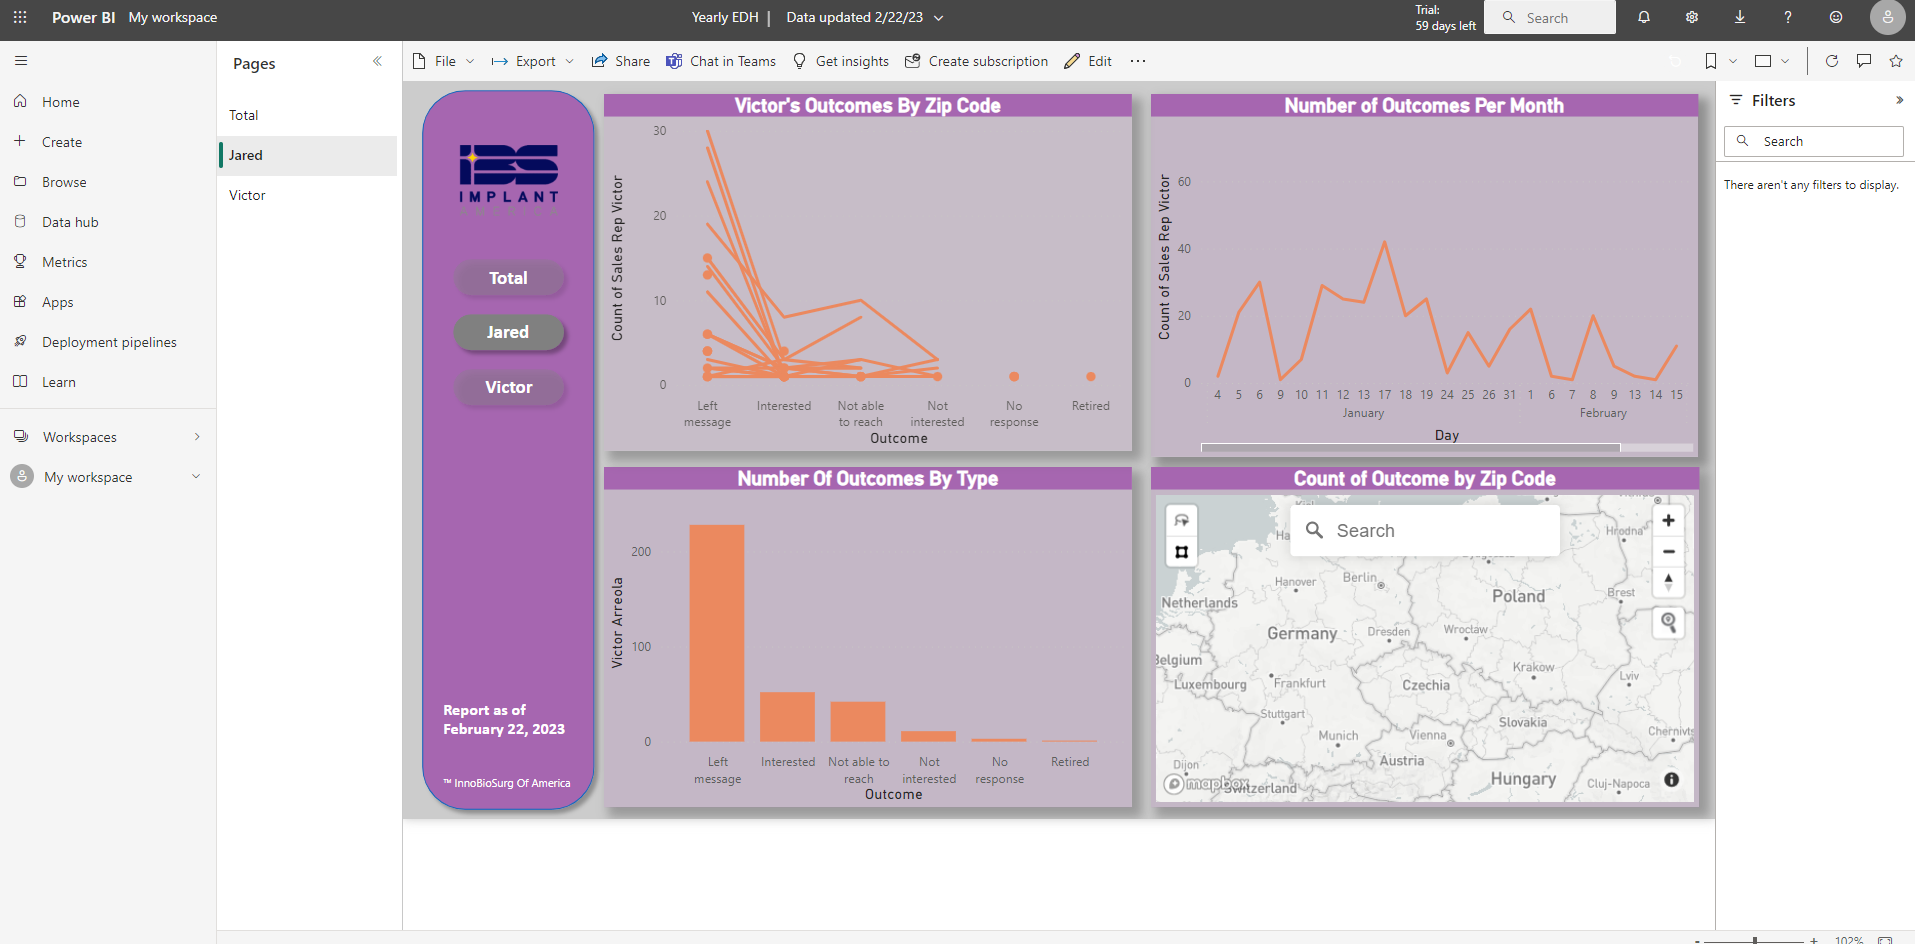 Power BI My workspace
Yearly EDH | Data updated 2/22/23
Trial:
59 days left
Search
File
Export
Share
Chat in Teams
Get insights
Create subscription
Edit
Home
Create
Browse
Data hub
Metrics
Apps
Deployment pipelines
Learn
Workspaces
My workspace
Pages
Total
Jared
Victor
IBS
IMPLANT
AMERICA
Total
Jared
Victor
Report as of
February 22, 2023
™ InnoBioSurg Of America
Victor's Outcomes By Zip Code
Count of Sales Rep Victor
30
20
10
0
Left
message
Interested
Not able
to reach
Not
interested
No
response
Retired
Outcome
Number of Outcomes Per Month
Count of Sales Rep Victor
60
40
20
0
4 5 6 9 10 11 12 13 17 18 19 24 25 26 31 1 2 6 7 8 9 13 14 15
January February
Day
Number Of Outcomes By Type
Victor Arreola
200
100
0
Left
message
Interested
Not able to
reach
Not
interested
No
response
Retired
Outcome
Count of Outcome by Zip Code
Search
Hrodna
Hanover
Berlin
Netherlands
Poland
Brest
Germany
Dresden
Wrocław
Belgium
Luxembourg
Frankfurt
Czechia
Krakow
Lviv
Stuttgart
Slovakia
Munich
Vienna
Chernivts
Dijon
Austria
Hungary
Cluj-Napoca
mapbox
Switzerland
Filters
Search
There aren't any filters to display.
102%